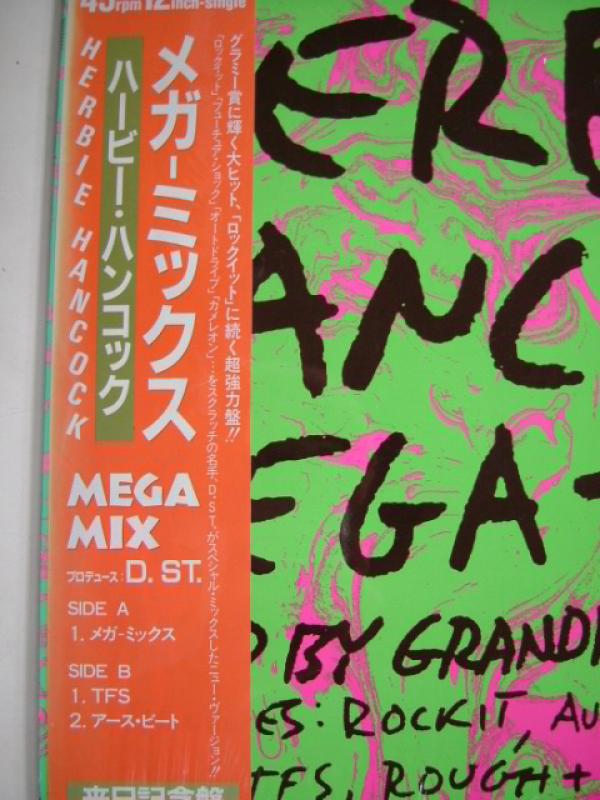 45rpm 12inch-single
グラミー賞に輝く大ヒット、「ロックイット」に続く超強力盤!!
「ロックイット」「フューチュア・ショック」「オートドライブ」「カメレオン」…をスクラッチの名手、D.S.T.がスペシャル・ミックスしたニュー・ヴァージョン!!
メガ-ミックス
ハービー・ハンコック
HERBIE HANCOCK
MEGA
MIX
プロデュース:D. ST.
SIDE A
1. メガ-ミックス
SIDE B
1. TFS
2. アース・ビート
来日記念盤
ERB
ANC
EGA-
D BY GRAND
ES: ROCKIT, AU
TFS, ROUGH+